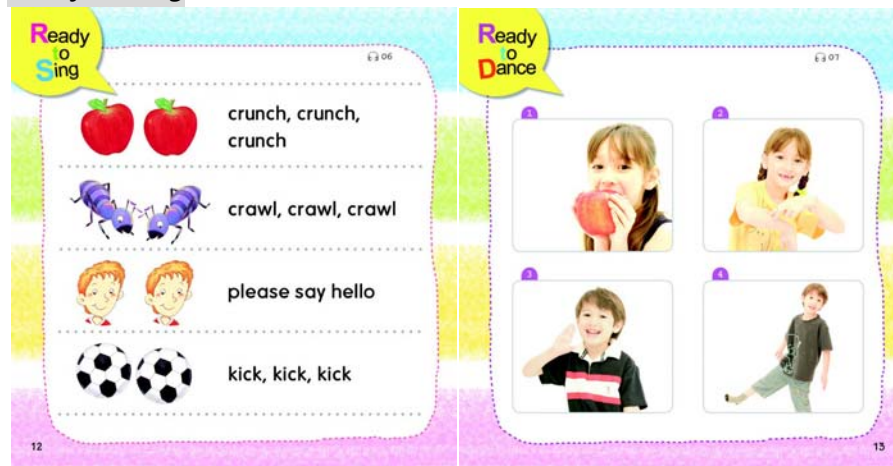 Ready
to
Sing
06
crunch, crunch,
crunch
crawl, crawl, crawl
please say hello
kick, kick, kick
12
Ready
to
Dance
07
1
2
3
4
13